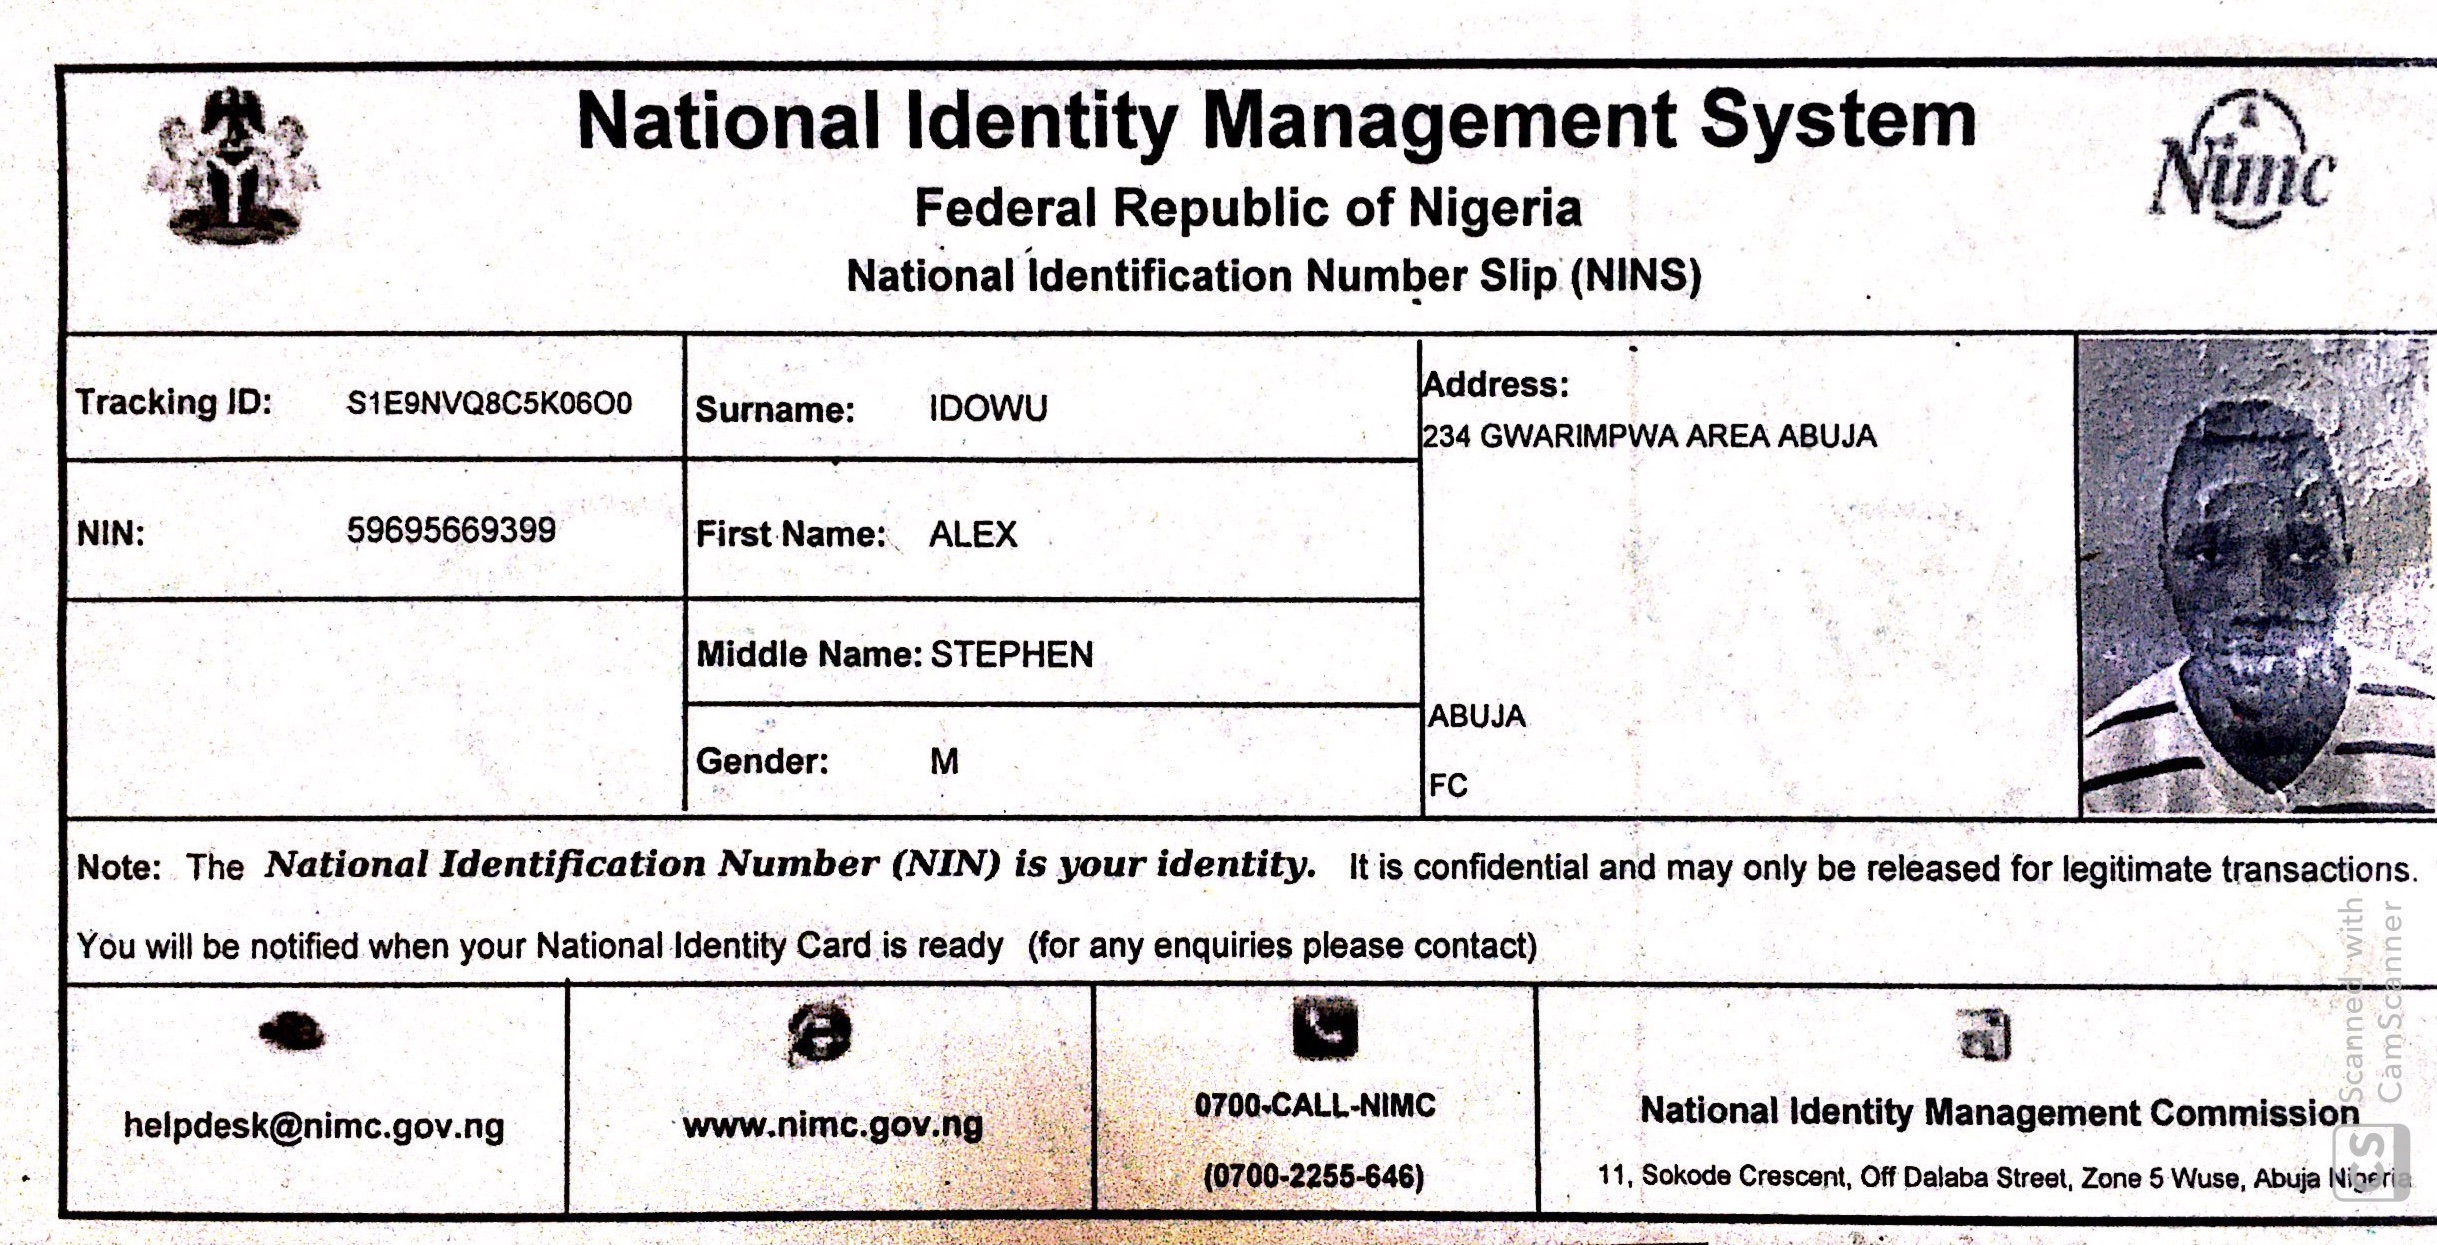 National Identity Management System
Federal Republic of Nigeria
National Identification Number Slip (NINS)
Nimc
Tracking ID: S1E9NVQ8C5K06O0
NIN: 59695669399
Surname: IDOWU
First Name: ALEX
Middle Name: STEPHEN
Gender: M
Address:
234 GWARIMPWA AREA ABUJA
ABUJA
FC
Note: The National Identification Number (NIN) is your identity. It is confidential and may only be released for legitimate transactions.
You will be notified when your National Identity Card is ready (for any enquiries please contact)
helpdesk@nimc.gov.ng
www.nimc.gov.ng
0700-CALL-NIMC
(0700-2255-646)
National Identity Management Commission
11, Sokode Crescent, Off Dalaba Street, Zone 5 Wuse, Abuja Nigeria
CS
Scanned with
CamScanner